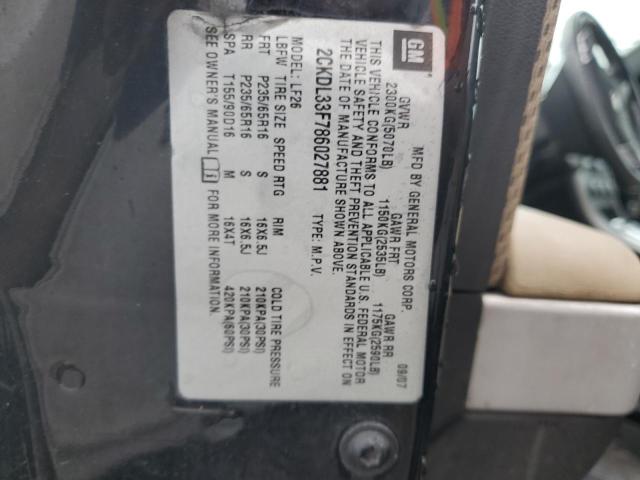 GM
MFD BY GENERAL MOTORS CORP. 09/07
GVWR GAWR FRT GAWR RR
2300KG(5070LB) 1150KG(2535LB) 1175KG(2590LB)
THIS VEHICLE CONFORMS TO ALL APPLICABLE U.S. FEDERAL MOTOR
VEHICLE SAFETY AND THEFT PREVENTION STANDARDS IN EFFECT ON
THE DATE OF MANUFACTURE SHOWN ABOVE.
2CKDL33F786027881 TYPE: M.P.V.
MODEL: LF26
LBFW TIRE SIZE SPEED RTG RIM COLD TIRE PRESSURE
FRT P235/65R16 S 16X6.5J 210KPA(30PSI)
RR P235/65R16 S 16X6.5J 210KPA(30PSI)
SPA T155/90D16 M 16X4T 420KPA(60PSI)
SEE OWNER'S MANUAL FOR MORE INFORMATION.